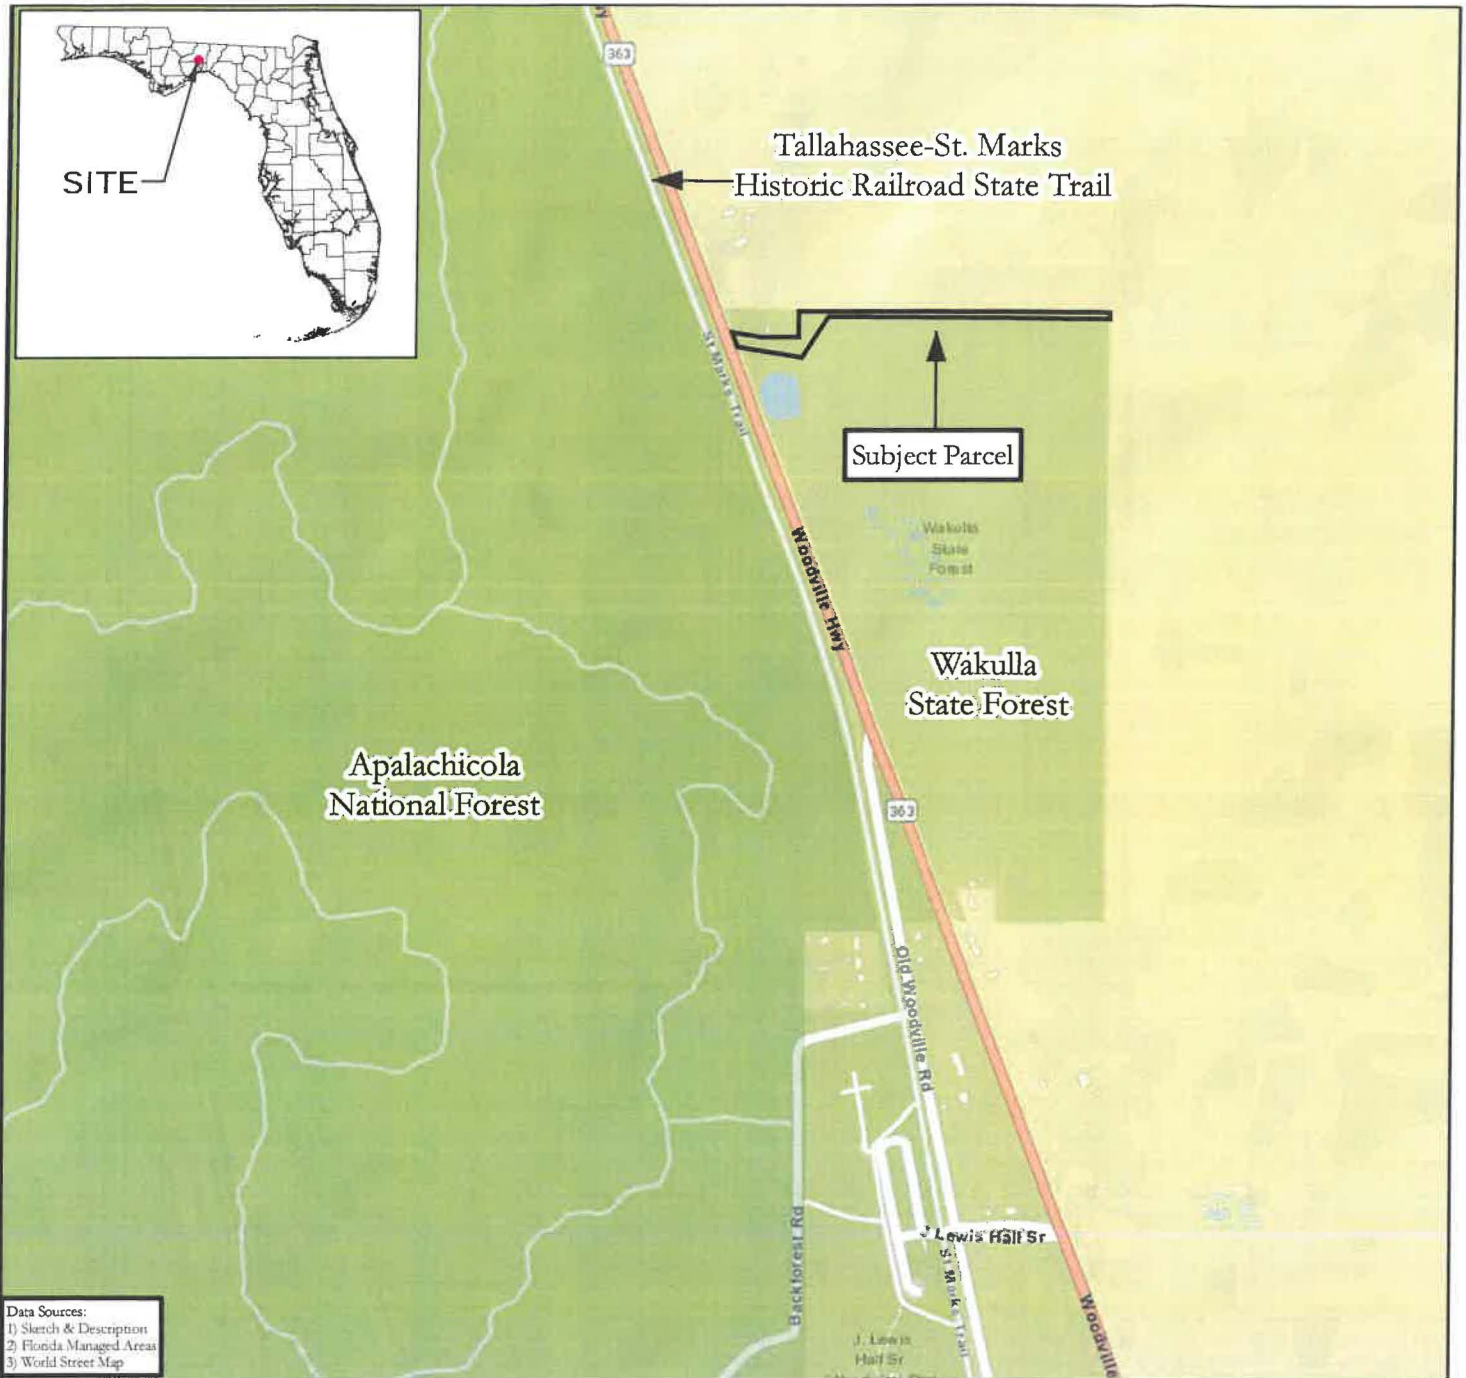 363
SITE
Tallahassee-St. Marks
Historic Railroad State Trail
St Marks Trail
Subject Parcel
Wakulla
State
Forest
Woodville Hwy
Wakulla
State Forest
Apalachicola
National Forest
363
Old Woodville Rd
Backforest Rd
J Lewis Hall Sr
St Marks Trail
Woodville
J. Lewis
Hall Sr
Data Sources:
1) Sketch & Description
2) Florida Managed Areas
3) World Street Map